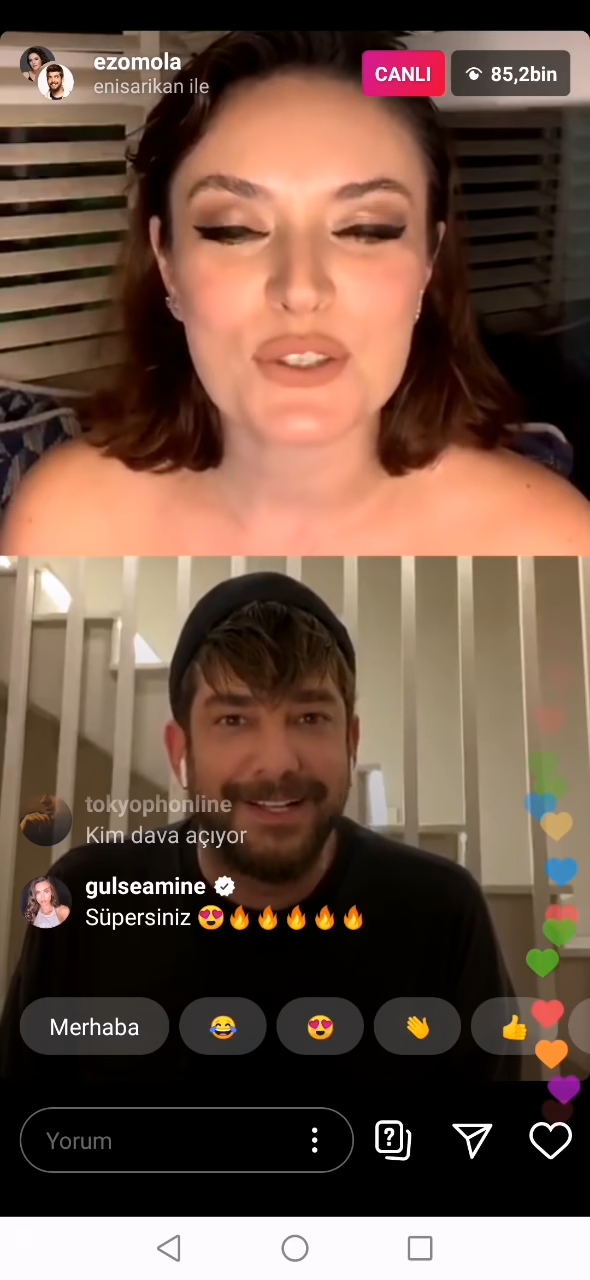 ezomola
enisarikan ile
CANLI
85,2bin
tokyophonline
Kim dava açıyor
gulseamine
Süpersiniz 😍🔥🔥🔥🔥🔥
Merhaba
😂
😍
👋
👍
Yorum